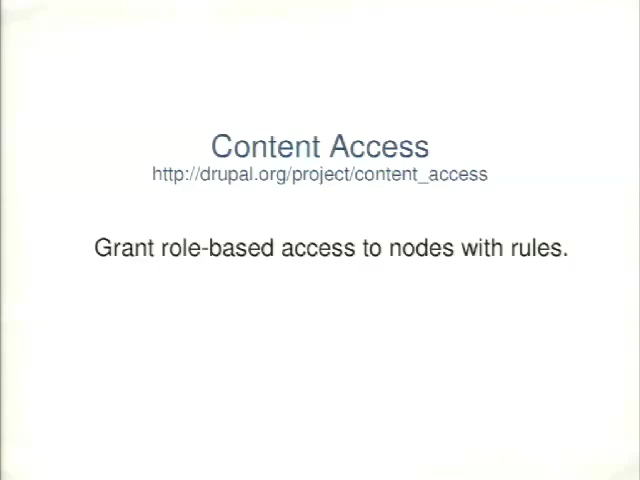 Content Access
http://drupal.org/project/content_access
Grant role-based access to nodes with rules.